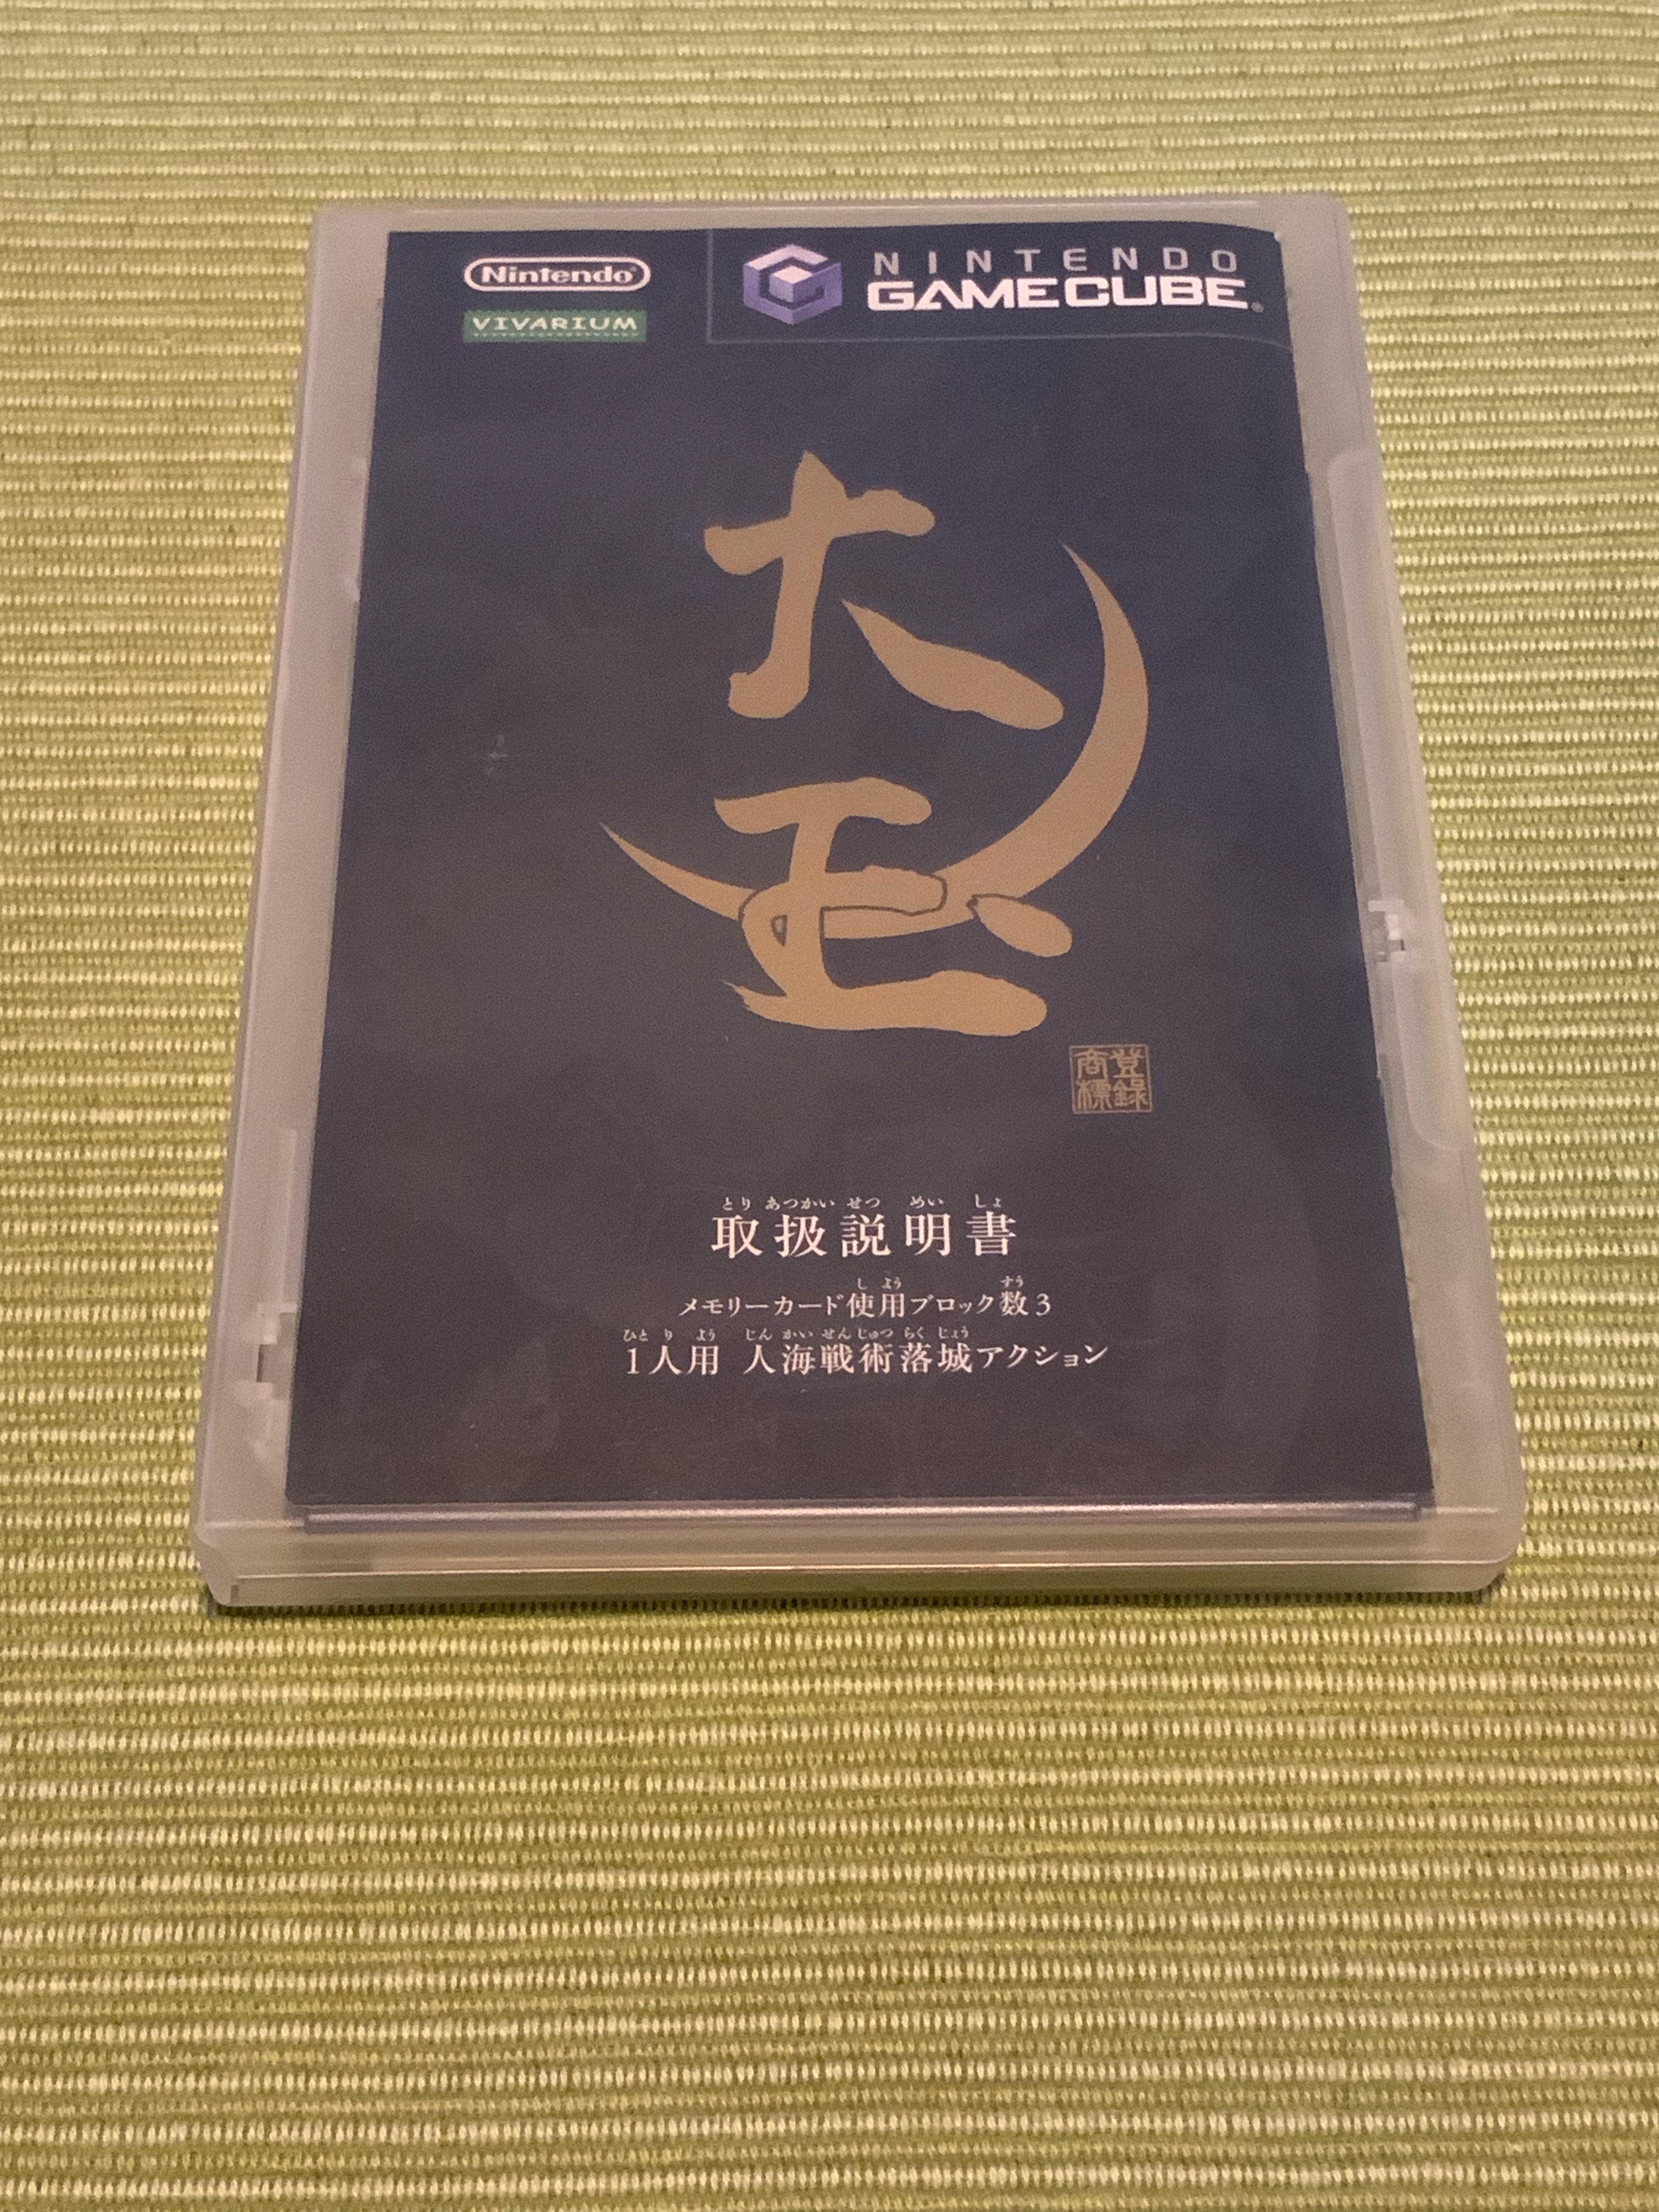 Nintendo®
VIVARIUM
NINTENDO
GAMECUBE®
大
玉
登録
商標
とり あつかい せつ めい しょ
取扱説明書
し よう すう
メモリーカード使用ブロック数3
ひと り よう じん かい せん じゅつ らく じょう
1人用 人海戦術落城アクション